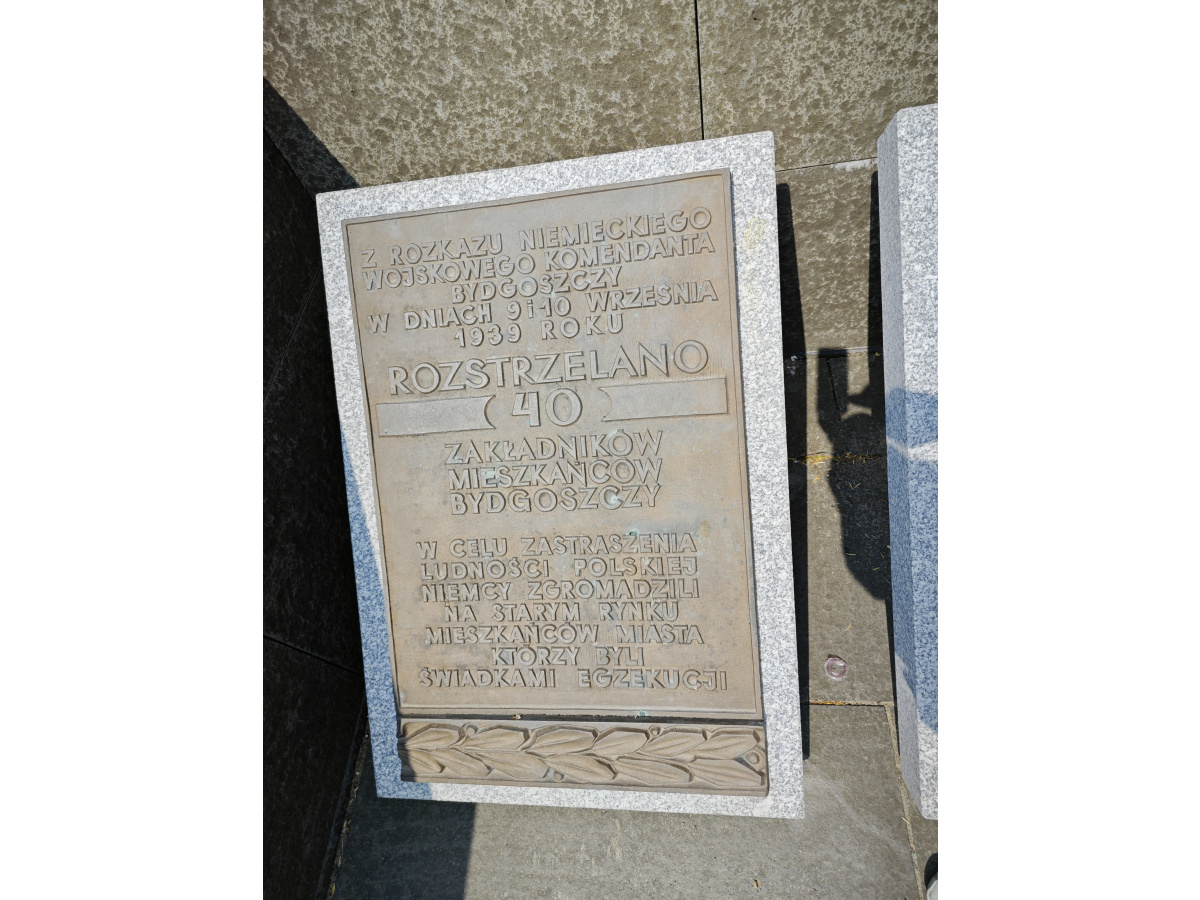 Z ROZKAZU NIEMIECKIEGO
WOJSKOWEGO KOMENDANTA
BYDGOSZCZY
W DNIACH 9 i 10 WRZEŚNIA
1939 ROKU
ROZSTRZELANO
40
ZAKŁADNIKÓW
MIESZKAŃCÓW
BYDGOSZCZY
W CELU ZASTRASZENIA
LUDNOŚCI POLSKIEJ
NIEMCY ZGROMADZILI
NA STARYM RYNKU
MIESZKAŃCÓW MIASTA
KTÓRZY BYLI
ŚWIADKAMI EGZEKUCJI